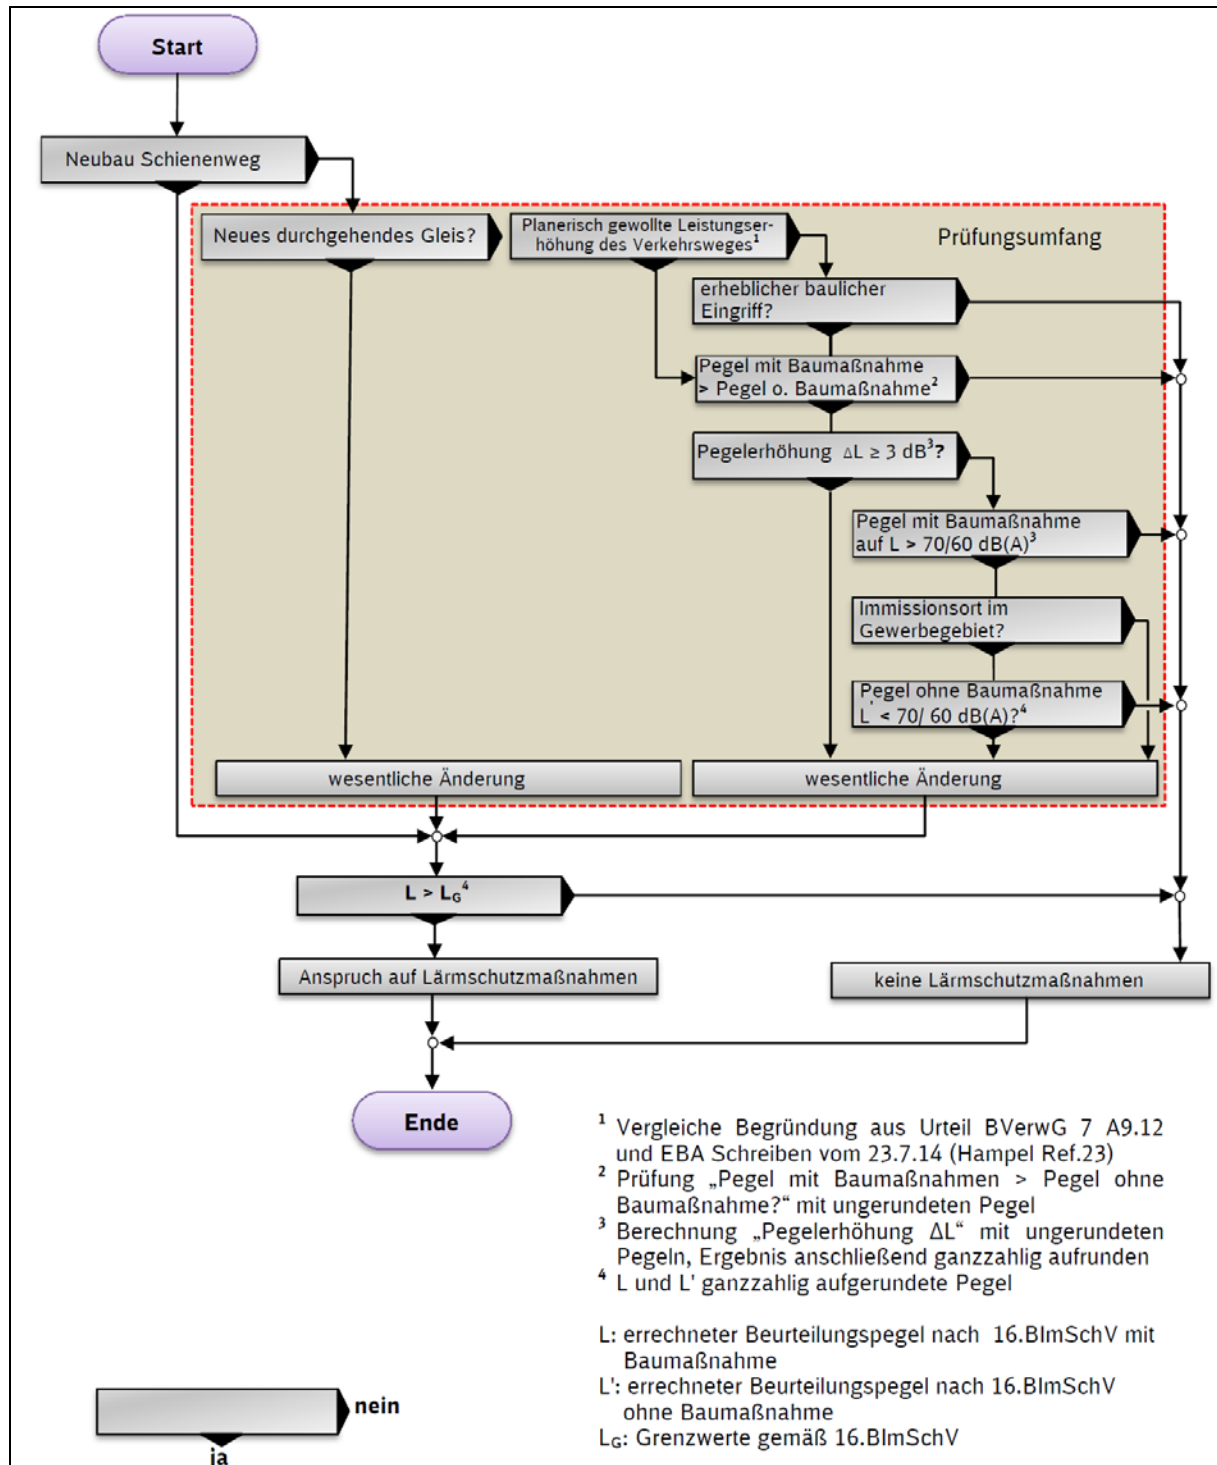 Start
Neubau Schienenweg
Neues durchgehendes Gleis?
Planerisch gewollte Leistungser-
höhung des Verkehrsweges¹
Prüfungsumfang
erheblicher baulicher
Eingriff?
Pegel mit Baumaßnahme
> Pegel o. Baumaßnahme²
Pegelerhöhung ΔL ≥ 3 dB³?
Pegel mit Baumaßnahme
auf L > 70/60 dB(A)³
Immissionsort im
Gewerbegebiet?
Pegel ohne Baumaßnahme
L' < 70/ 60 dB(A)?⁴
wesentliche Änderung
wesentliche Änderung
L > L_G⁴
Anspruch auf Lärmschutzmaßnahmen
keine Lärmschutzmaßnahmen
Ende
¹ Vergleiche Begründung aus Urteil BVerwG 7 A9.12
und EBA Schreiben vom 23.7.14 (Hampel Ref.23)
² Prüfung „Pegel mit Baumaßnahmen > Pegel ohne
Baumaßnahme?“ mit ungerundeten Pegel
³ Berechnung „Pegelerhöhung ΔL“ mit ungerundeten
Pegeln, Ergebnis anschließend ganzzahlig aufrunden
⁴ L und L' ganzzahlig aufgerundete Pegel
L: errechneter Beurteilungspegel nach 16.BImSchV mit
Baumaßnahme
L': errechneter Beurteilungspegel nach 16.BImSchV
ohne Baumaßnahme
L_G: Grenzwerte gemäß 16.BImSchV
nein
ja